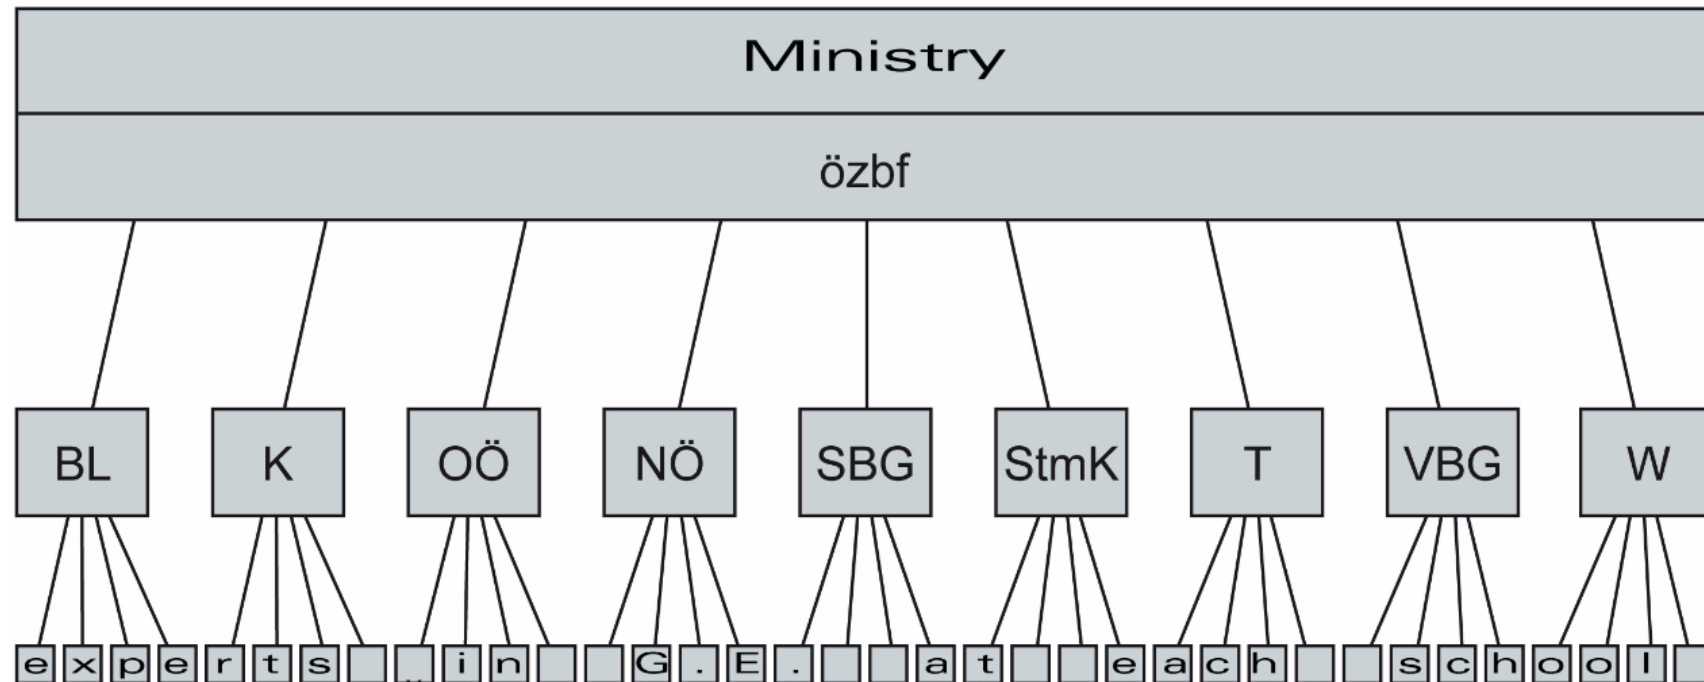 Ministry
özbf
BL K OÖ NÖ SBG StmK T VBG W
experts „in G.E. at each school